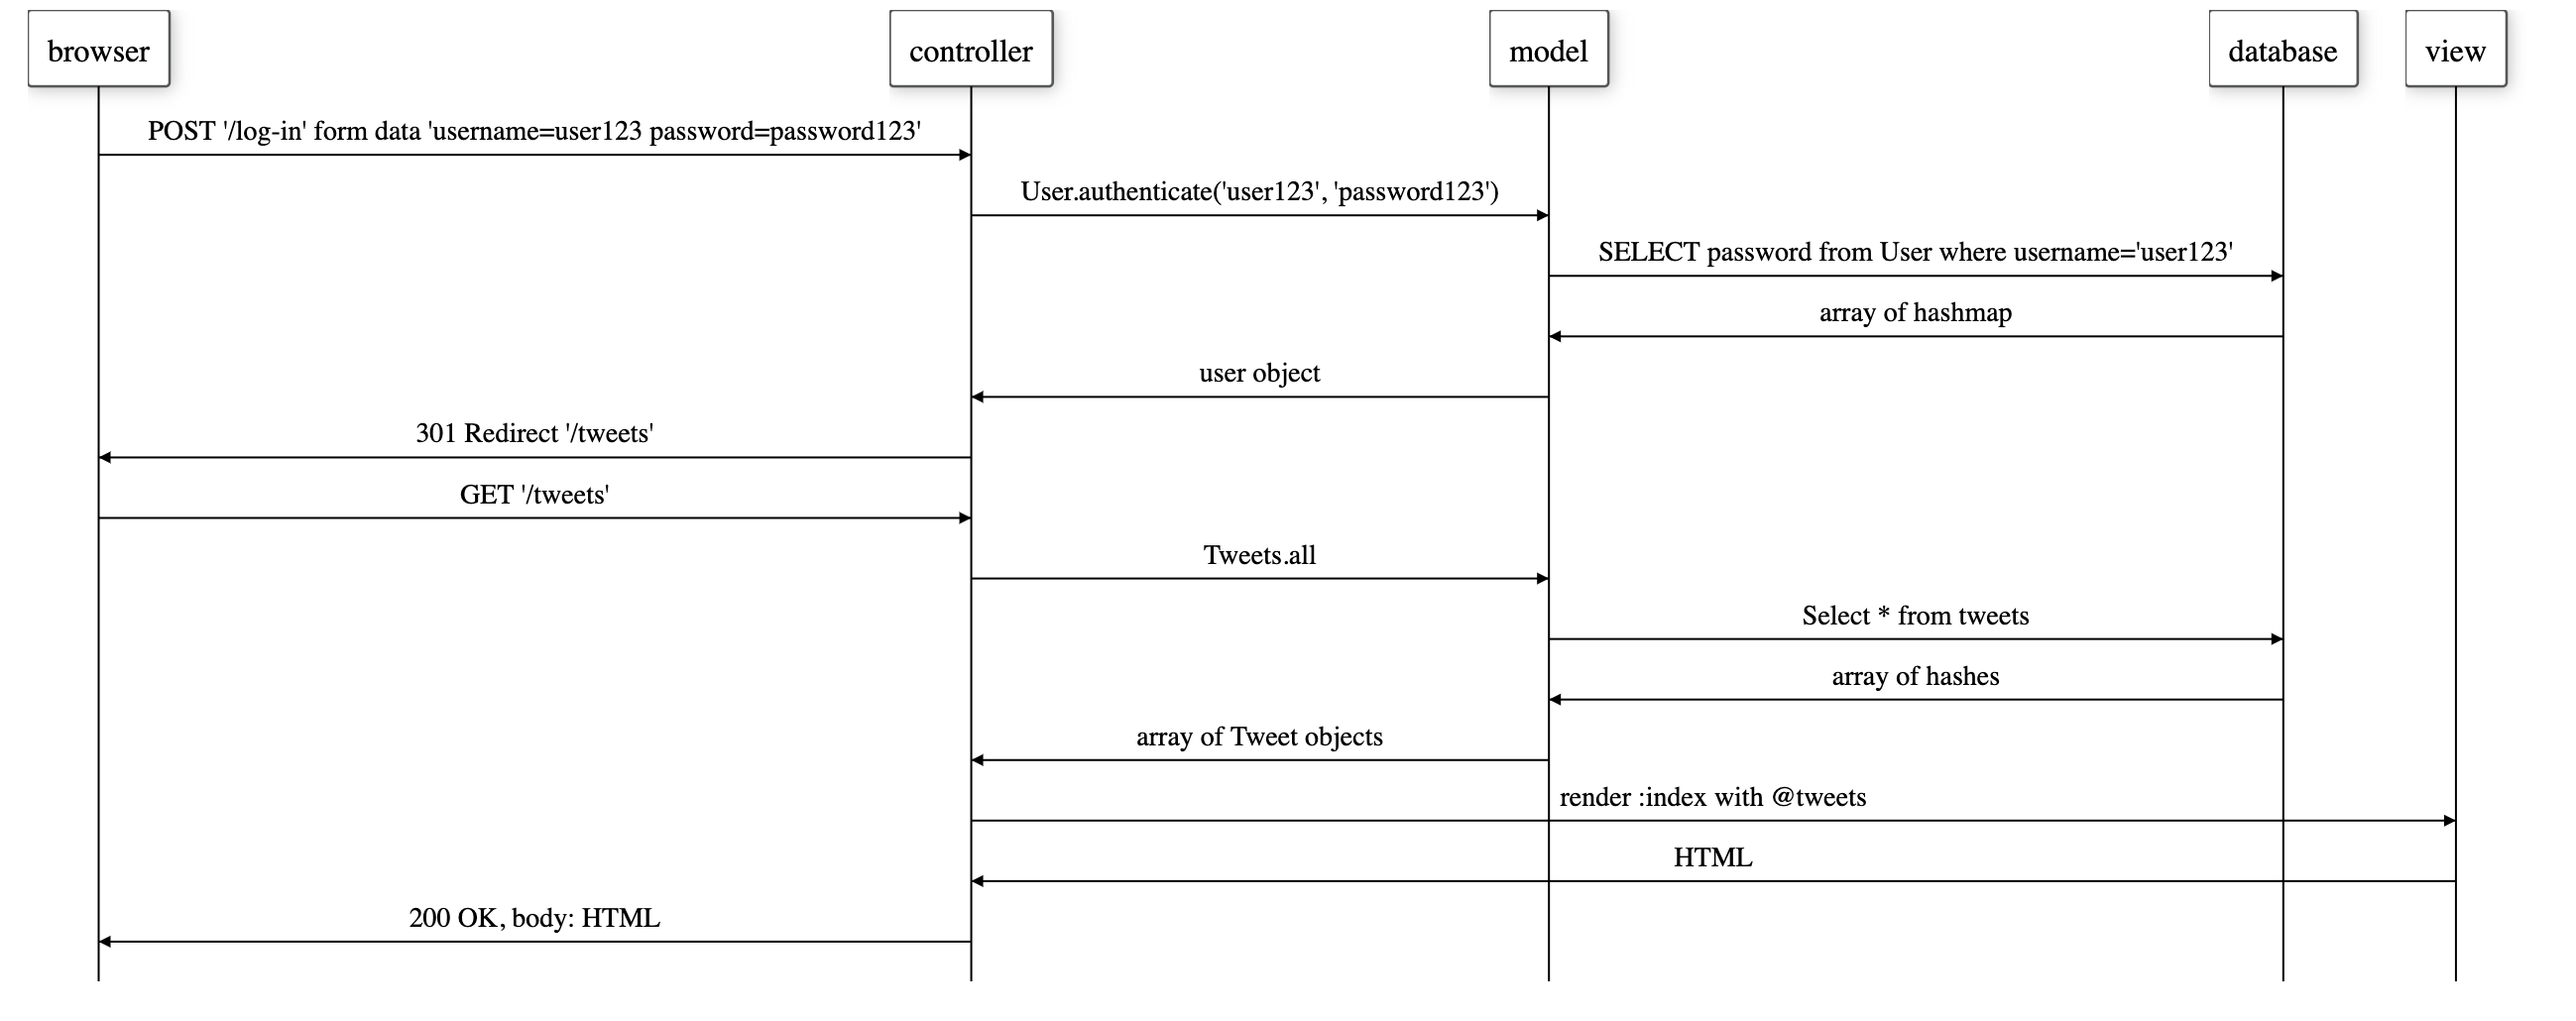 browser
controller
model
database
view
POST '/log-in' form data 'username=user123 password=password123'
User.authenticate('user123', 'password123')
SELECT password from User where username='user123'
array of hashmap
user object
301 Redirect '/tweets'
GET '/tweets'
Tweets.all
Select * from tweets
array of hashes
array of Tweet objects
render :index with @tweets
HTML
200 OK, body: HTML